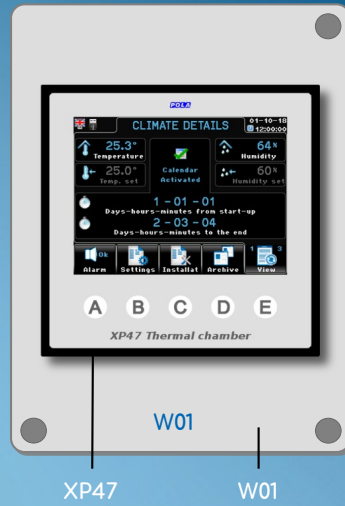 POLA
CLIMATE DETAILS
01-10-18
12:00:00
25.3°
Temperature
64%
Humidity
25.0°
Temp. set
Calendar
Activated
60%
Humidity set
1 - 01 - 01
Days-hours-minutes from start-up
2 - 03 - 04
Days-hours-minutes to the end
Ok
1 3
Alarm Settings Installat Archive View
A B C D E
XP47 Thermal chamber
W01
XP47 W01